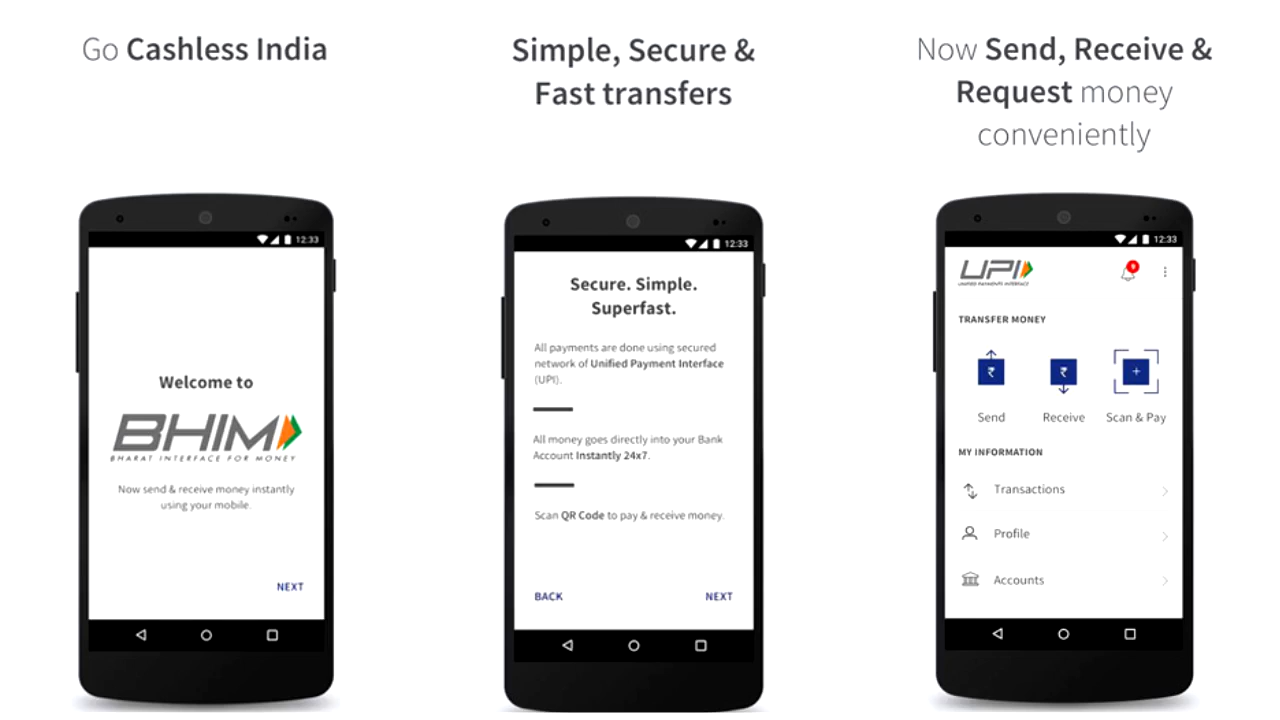 Go Cashless India
12:33
Welcome to
BHIM
BHARAT INTERFACE FOR MONEY
Now send & receive money instantly
using your mobile.
NEXT
Simple, Secure &
Fast transfers
12:33
Secure. Simple.
Superfast.
All payments are done using secured
network of Unified Payment Interface
(UPI).
All money goes directly into your Bank
Account Instantly 24x7.
Scan QR Code to pay & receive money.
BACK
NEXT
Now Send, Receive &
Request money
conveniently
12:33
UPI
UNIFIED PAYMENTS INTERFACE
TRANSFER MONEY
₹
₹
+
Send
Receive
Scan & Pay
MY INFORMATION
Transactions
Profile
Accounts